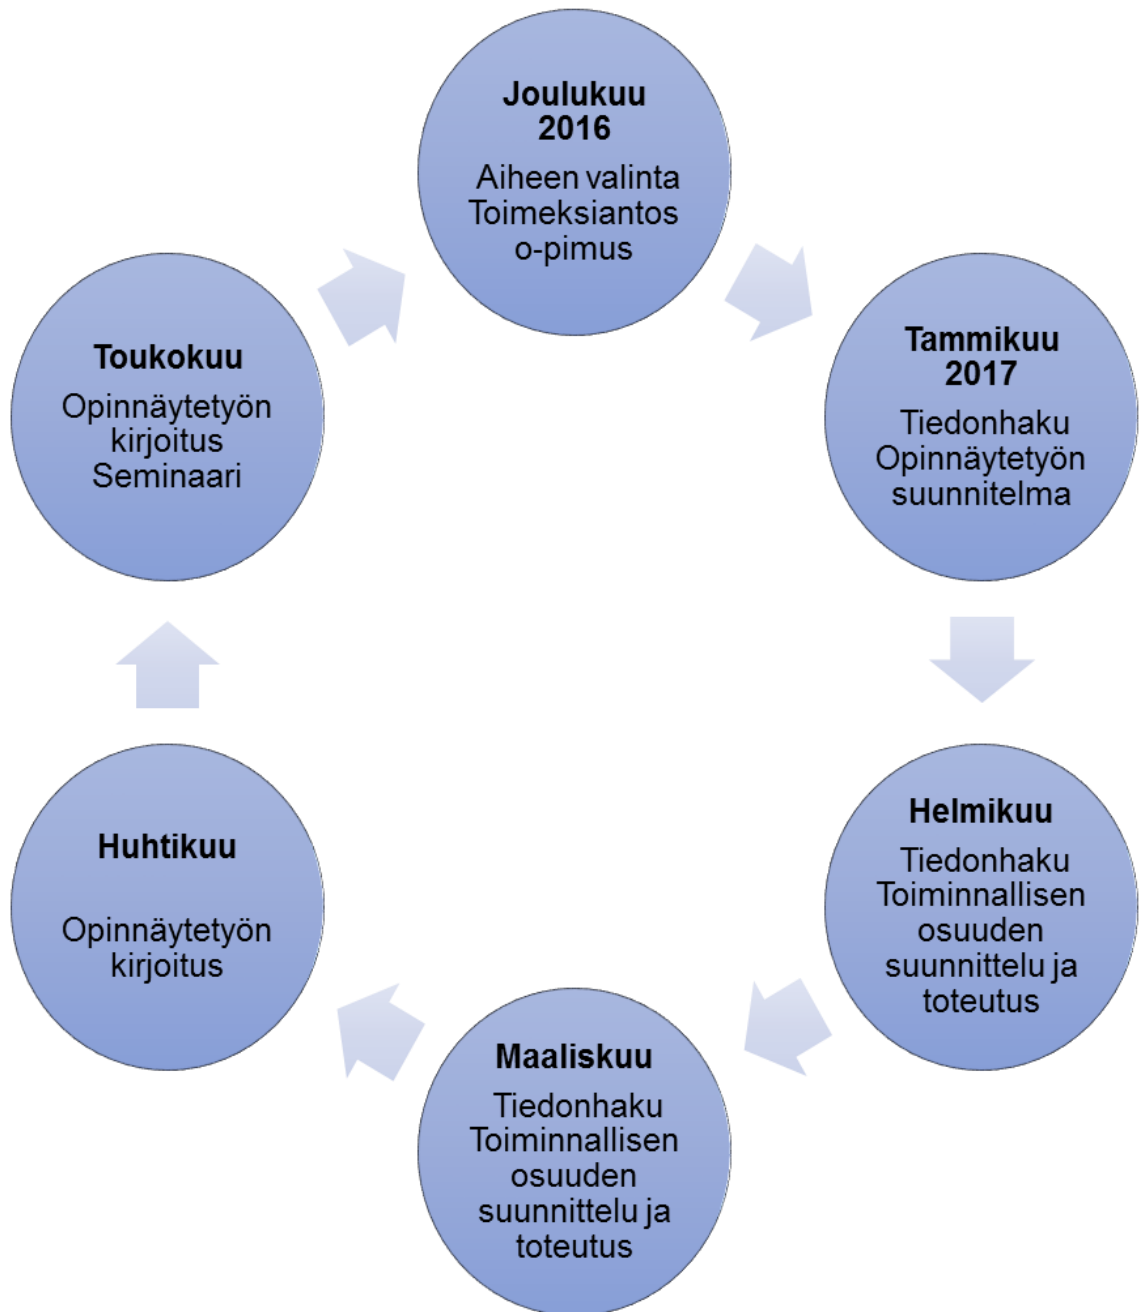 Joulukuu
2016
Aiheen valinta
Toimeksiantos
o-pimus
Tammikuu
2017
Tiedonhaku
Opinnäytetyön
suunnitelma
Helmikuu
Tiedonhaku
Toiminnallisen
osuuden
suunnittelu ja
toteutus
Maaliskuu
Tiedonhaku
Toiminnallisen
osuuden
suunnittelu ja
toteutus
Huhtikuu
Opinnäytetyön
kirjoitus
Toukokuu
Opinnäytetyön
kirjoitus
Seminaari